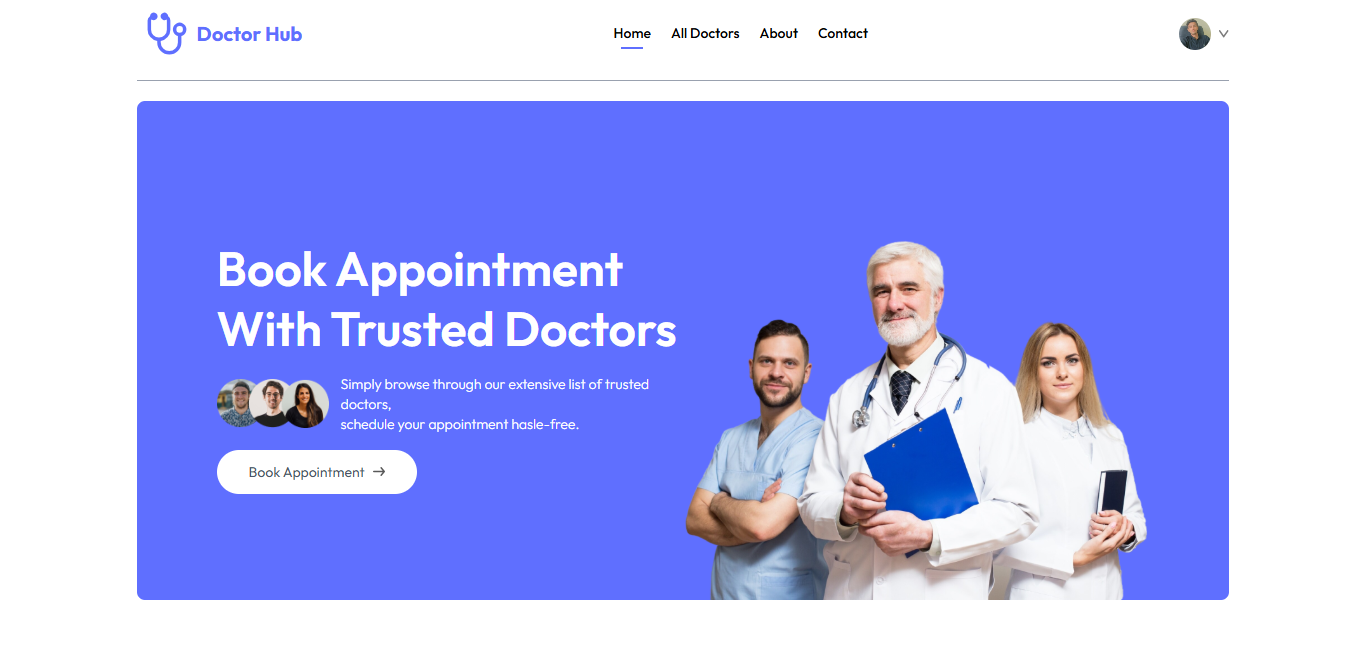 Doctor Hub
Home All Doctors About Contact
Book Appointment
With Trusted Doctors
Simply browse through our extensive list of trusted
doctors,
schedule your appointment hasle-free.
Book Appointment